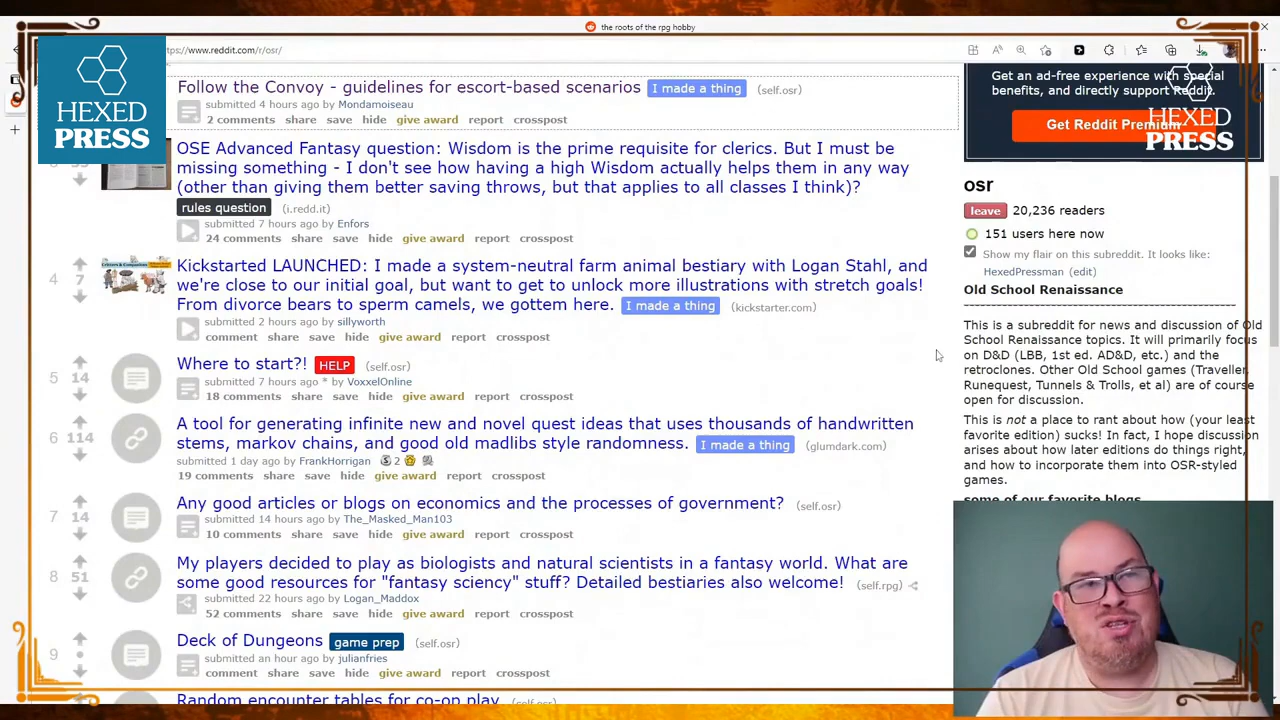 the roots of the rpg hobby
ttps://www.reddit.com/r/osr/
HEXED
PRESS
Follow the Convoy - guidelines for escort-based scenarios I made a thing (self.osr)
submitted 4 hours ago by Mondamoiseau
2 comments share save hide give award report crosspost
OSE Advanced Fantasy question: Wisdom is the prime requisite for clerics. But I must be
missing something - I don't see how having a high Wisdom actually helps them in any way
(other than giving them better saving throws, but that applies to all classes I think)?
rules question (i.redd.it)
submitted 7 hours ago by Enfors
24 comments share save hide give award report crosspost
4
7
Kickstarted LAUNCHED: I made a system-neutral farm animal bestiary with Logan Stahl, and
we're close to our initial goal, but want to get to unlock more illustrations with stretch goals!
From divorce bears to sperm camels, we gottem here. I made a thing (kickstarter.com)
submitted 2 hours ago by sillyworth
comment share save hide give award report crosspost
5
14
Where to start?! HELP (self.osr)
submitted 7 hours ago * by VoxxelOnline
18 comments share save hide give award report crosspost
6
114
A tool for generating infinite new and novel quest ideas that uses thousands of handwritten
stems, markov chains, and good old madlibs style randomness. I made a thing (glumdark.com)
submitted 1 day ago by FrankHorrigan 2
19 comments share save hide give award report crosspost
7
14
Any good articles or blogs on economics and the processes of government? (self.osr)
submitted 14 hours ago by The_Masked_Man103
10 comments share save hide give award report crosspost
8
51
My players decided to play as biologists and natural scientists in a fantasy world. What are
some good resources for "fantasy sciency" stuff? Detailed bestiaries also welcome! (self.rpg)
submitted 22 hours ago by Logan_Maddox
52 comments share save hide give award report crosspost
9
•
Deck of Dungeons game prep (self.osr)
submitted an hour ago by julianfries
comment share save hide give award report crosspost
Random encounter tables for co-op play (self.osr)
Get an ad-free experience with special
benefits, and directly support Reddit.
Get Reddit Premium
HEXED
PRESS
osr
leave 20,236 readers
151 users here now
Show my flair on this subreddit. It looks like:
HexedPressman (edit)
Old School Renaissance
This is a subreddit for news and discussion of Old
School Renaissance topics. It will primarily focus
on D&D (LBB, 1st ed. AD&D, etc.) and the
retroclones. Other Old School games (Traveller,
Runequest, Tunnels & Trolls, et al) are of course
open for discussion.
This is not a place to rant about how (your least
favorite edition) sucks! In fact, I hope discussion
arises about how later editions do things right,
and how to incorporate them into OSR-styled
games.
some of our favorite blogs